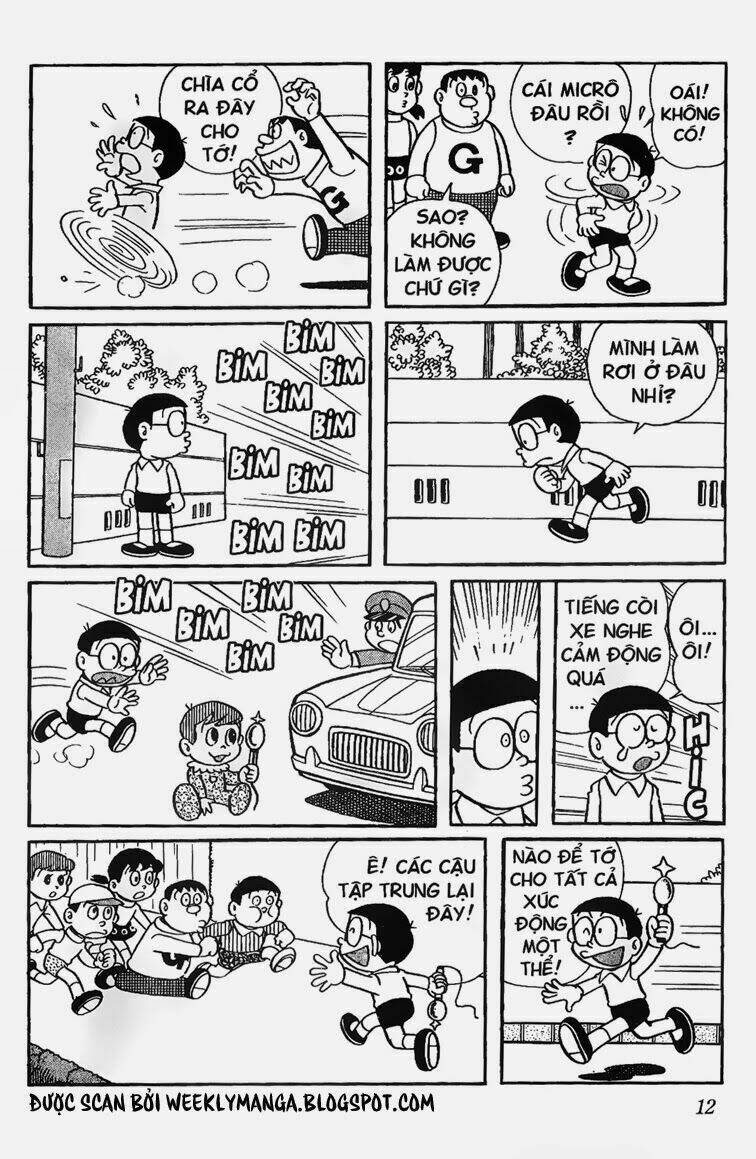 CHÌA CỔ
RA ĐÂY
CHO
TỚ!
CÁI MICRÔ
ĐÂU RỒI
?
OÁI!
KHÔNG
CÓ!
G
G
SAO?
KHÔNG
LÀM ĐƯỢC
CHỨ GÌ?
BiM
BiM
BiM
BiM
BiM
BiM
BiM
BiM BiM
MÌNH LÀM
RƠI Ở ĐÂU
NHỈ?
BiM
BiM
BiM
BiM
BiM
TIẾNG CÒI
XE NGHE
CẢM ĐỘNG
QUÁ
...
ÔI...
ÔI!
HiC
Ê! CÁC CẬU
TẬP TRUNG LẠI
ĐÂY!
G
NÀO ĐỂ TỚ
CHO TẤT CẢ
XÚC
ĐỘNG
MỘT
THỂ!
ĐƯỢC SCAN BỞI WEEKLYMANGA.BLOGSPOT.COM
12